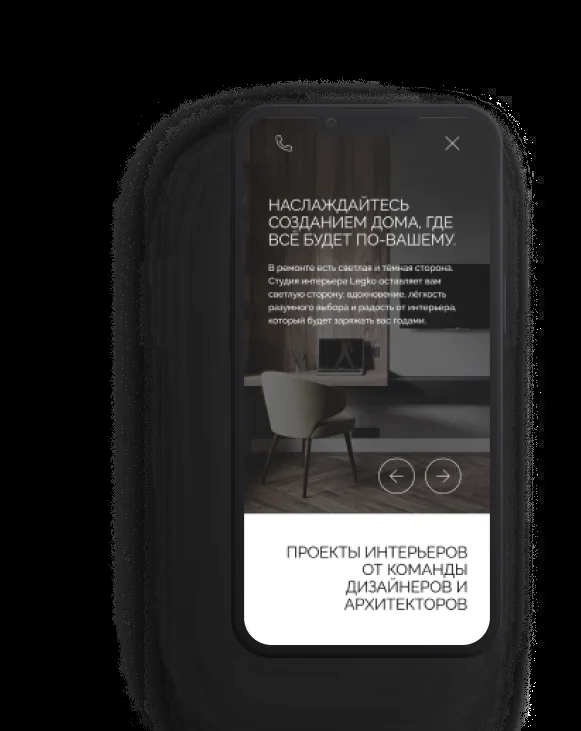 НАСЛАЖДАЙТЕСЬ
СОЗДАНИЕМ ДОМА, ГДЕ
ВСЁ БУДЕТ ПО-ВАШЕМУ.
В ремонте есть светлая и тёмная сторона.
Студия интерьера Legko оставляет вам
светлую сторону: вдохновение, лёгкость
разумного выбора и радость от интерьера,
который будет заряжать вас годами.
ПРОЕКТЫ ИНТЕРЬЕРОВ
ОТ КОМАНДЫ
ДИЗАЙНЕРОВ И
АРХИТЕКТОРОВ